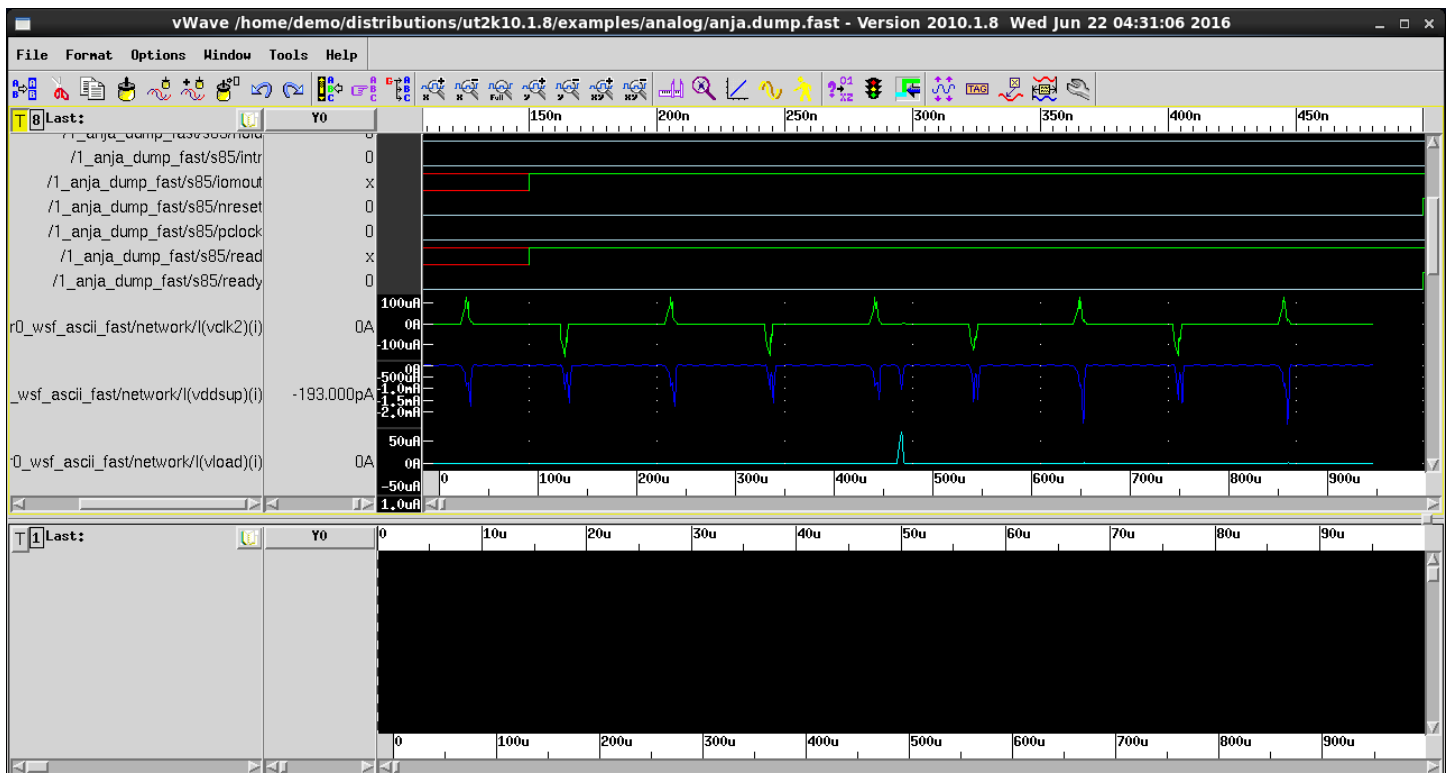 vWave /home/demo/distributions/ut2k10.1.8/examples/analog/anja.dump.fast - Version 2010.1.8 Wed Jun 22 04:31:06 2016
File Format Options Window Tools Help
T 8 Last: Y0 150n 200n 250n 300n 350n 400n 450n
/1_anja_dump_fast/s85/hold 0
/1_anja_dump_fast/s85/intr 0
/1_anja_dump_fast/s85/iomout x
/1_anja_dump_fast/s85/nreset 0
/1_anja_dump_fast/s85/pclock 0
/1_anja_dump_fast/s85/read x
/1_anja_dump_fast/s85/ready 0
100uA
r0_wsf_ascii_fast/network/I(vclk2)(i) 0A 0A
-100uA
0A
-500uA
_wsf_ascii_fast/network/I(vddsup)(i) -193.000pA -1.0mA
-1.5mA
-2.0mA
50uA
r0_wsf_ascii_fast/network/I(vload)(i) 0A 0A
-50uA 0 100u 200u 300u 400u 500u 600u 700u 800u 900u
1.0uA
T 1 Last: Y0 0 10u 20u 30u 40u 50u 60u 70u 80u 90u
0 100u 200u 300u 400u 500u 600u 700u 800u 900u